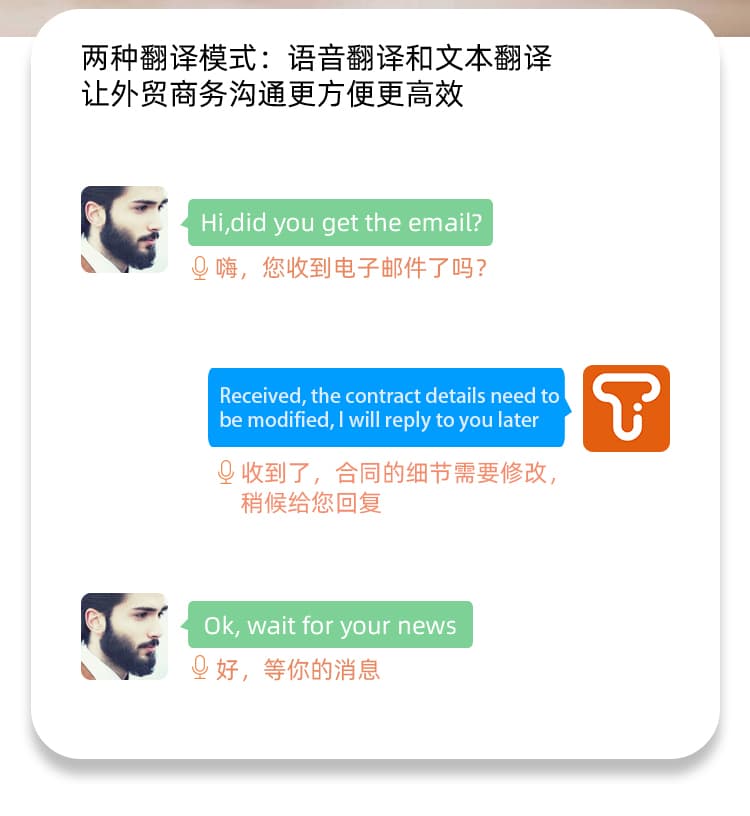 两种翻译模式：语音翻译和文本翻译
让外贸商务沟通更方便更高效
Hi,did you get the email?
嗨，您收到电子邮件了吗？
Received, the contract details need to
be modified, I will reply to you later
收到了，合同的细节需要修改，
稍候给您回复
Ok, wait for your news
好，等你的消息